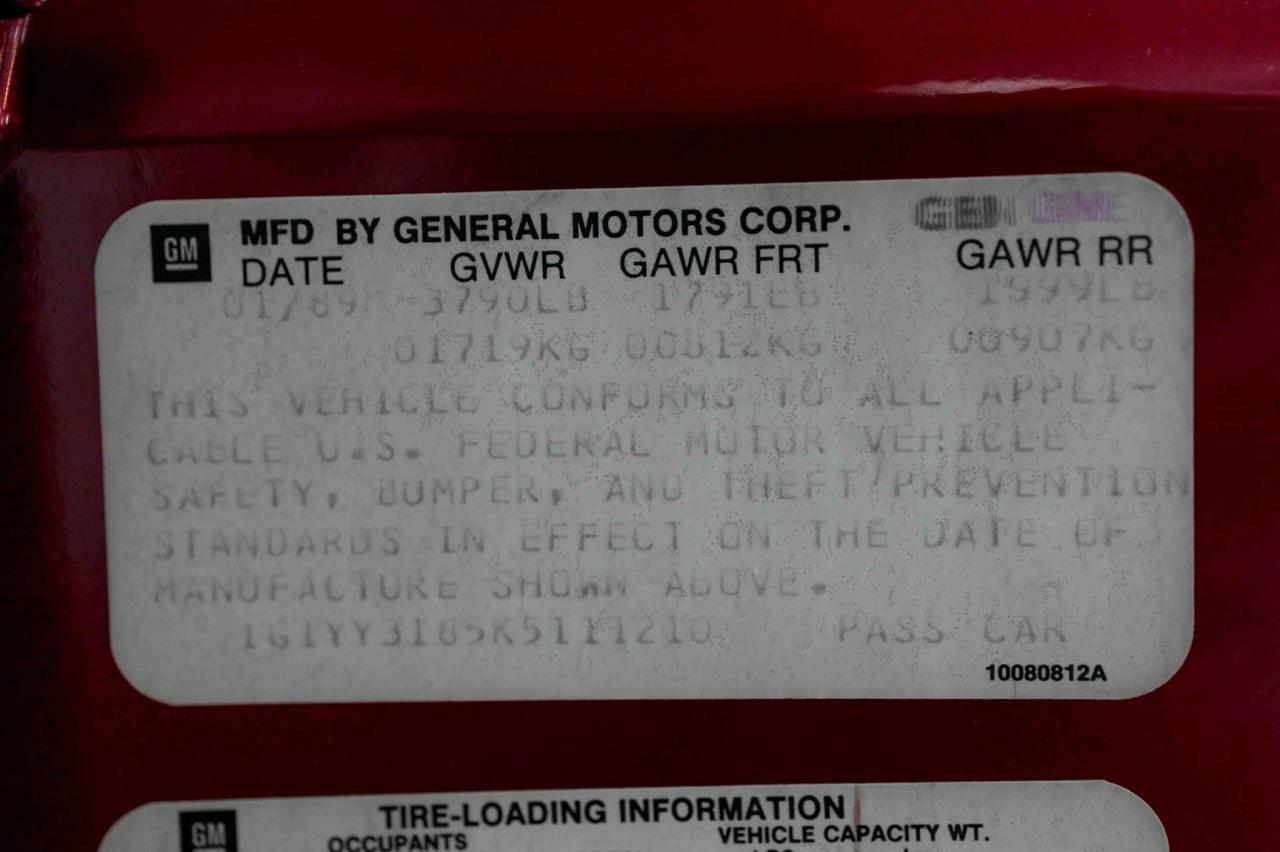 GM MFD BY GENERAL MOTORS CORP.
DATE GVWR GAWR FRT GAWR RR
01/89 3790LB 1791LB 1999LB
01719KG 00812KG 00907KG
THIS VEHICLE CONFORMS TO ALL APPLI-
CABLE U.S. FEDERAL MOTOR VEHICLE
SAFETY, BUMPER, AND THEFT PREVENTION
STANDARDS IN EFFECT ON THE DATE OF
MANUFACTURE SHOWN ABOVE.
1G1YY3185K5111210 PASS CAR
10080812A
GM TIRE-LOADING INFORMATION
OCCUPANTS VEHICLE CAPACITY WT.